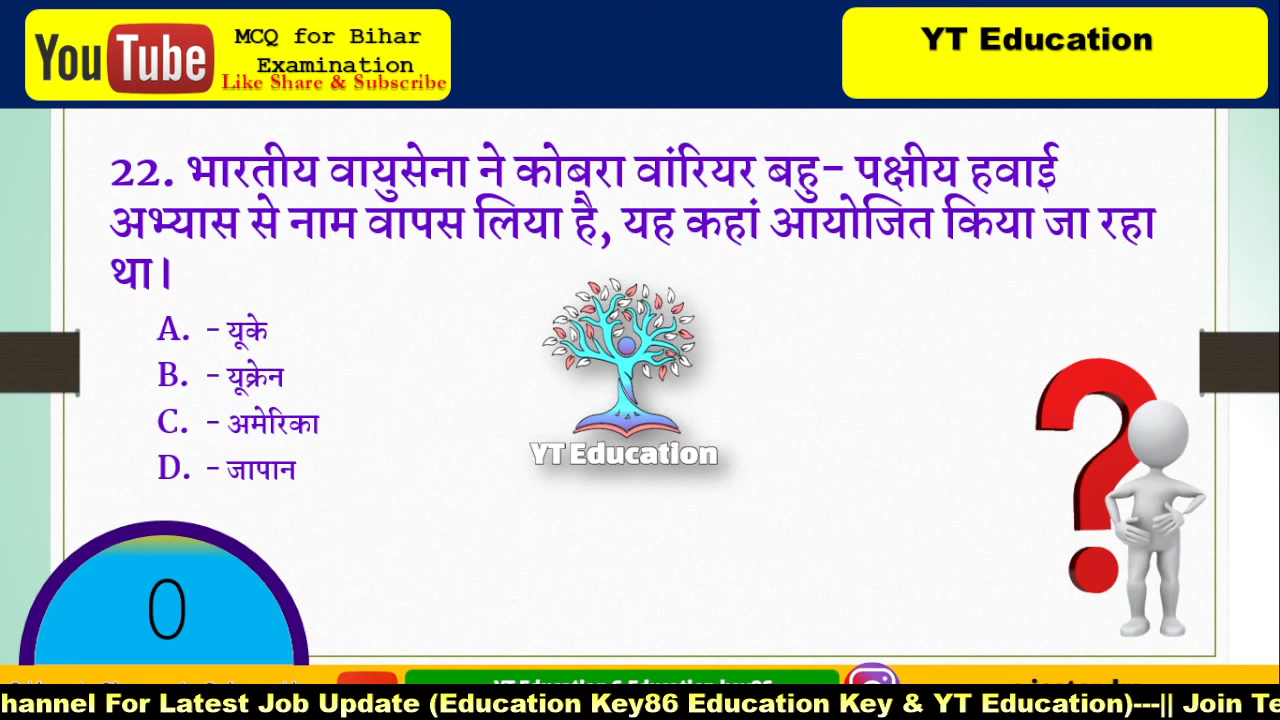 You Tube
MCQ for Bihar
Examination
Like Share & Subscribe
YT Education
22. भारतीय वायुसेना ने कोबरा वांरियर बहु- पक्षीय हवाई
अभ्यास से नाम वापस लिया है, यह कहां आयोजित किया जा रहा
था।
A. - यूके
B. - यूक्रेन
C. - अमेरिका
D. - जापान
YT Education
0
hannel For Latest Job Update (Education Key86 Education Key & YT Education)---|| Join Te